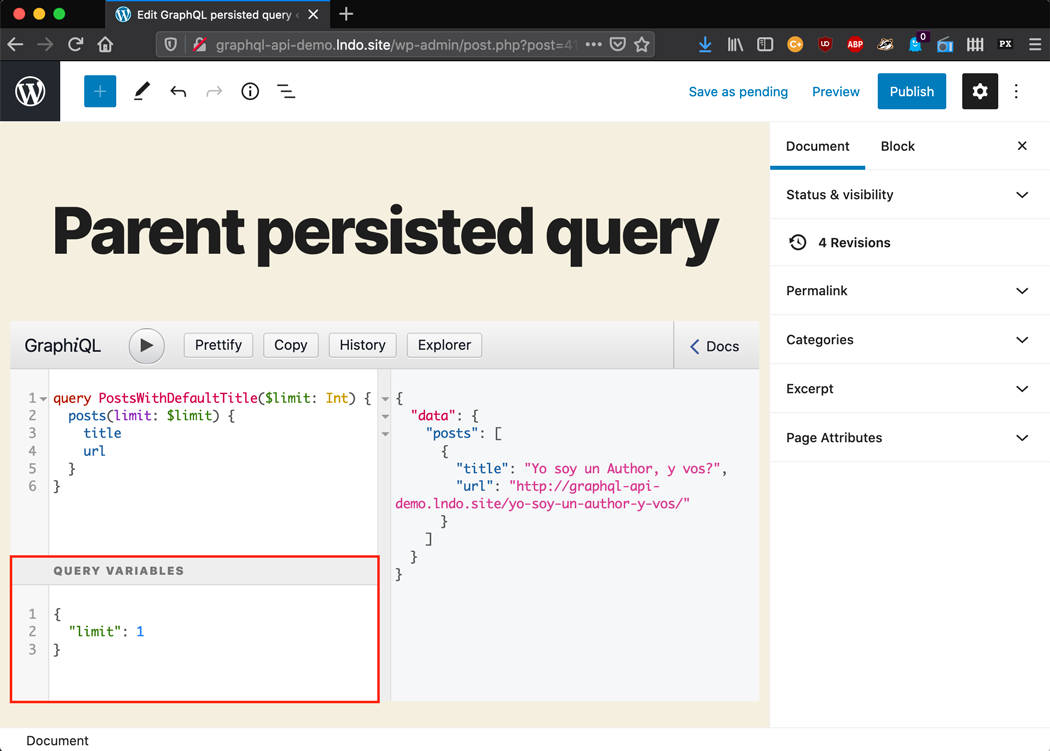 Edit GraphQL persisted query
graphql-api-demo.lndo.site/wp-admin/post.php?post=41
UD
ABP
0
PX
Save as pending
Preview
Publish
Document
Block
Parent persisted query
Status & visibility
4 Revisions
Permalink
Categories
Excerpt
Page Attributes
GraphiQL
Prettify
Copy
History
Explorer
Docs
1 query PostsWithDefaultTitle($limit: Int) {
2 posts(limit: $limit) {
3 title
4 url
5 }
6 }
QUERY VARIABLES
1 {
2 "limit": 1
3 }
{
"data": {
"posts": [
{
"title": "Yo soy un Author, y vos?",
"url": "http://graphql-api-
demo.lndo.site/yo-soy-un-author-y-vos/"
}
]
}
}
Document